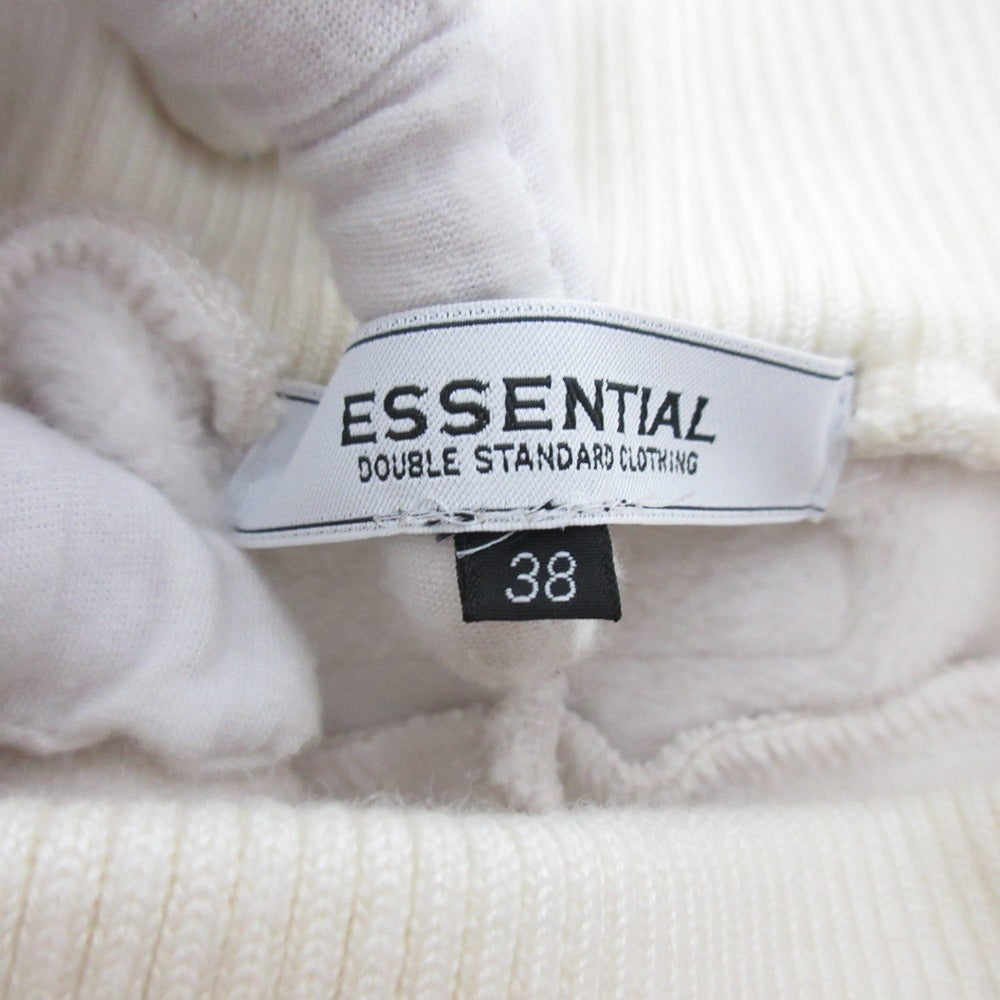 ESSENTIAL
DOUBLE STANDARD CLOTHING
38